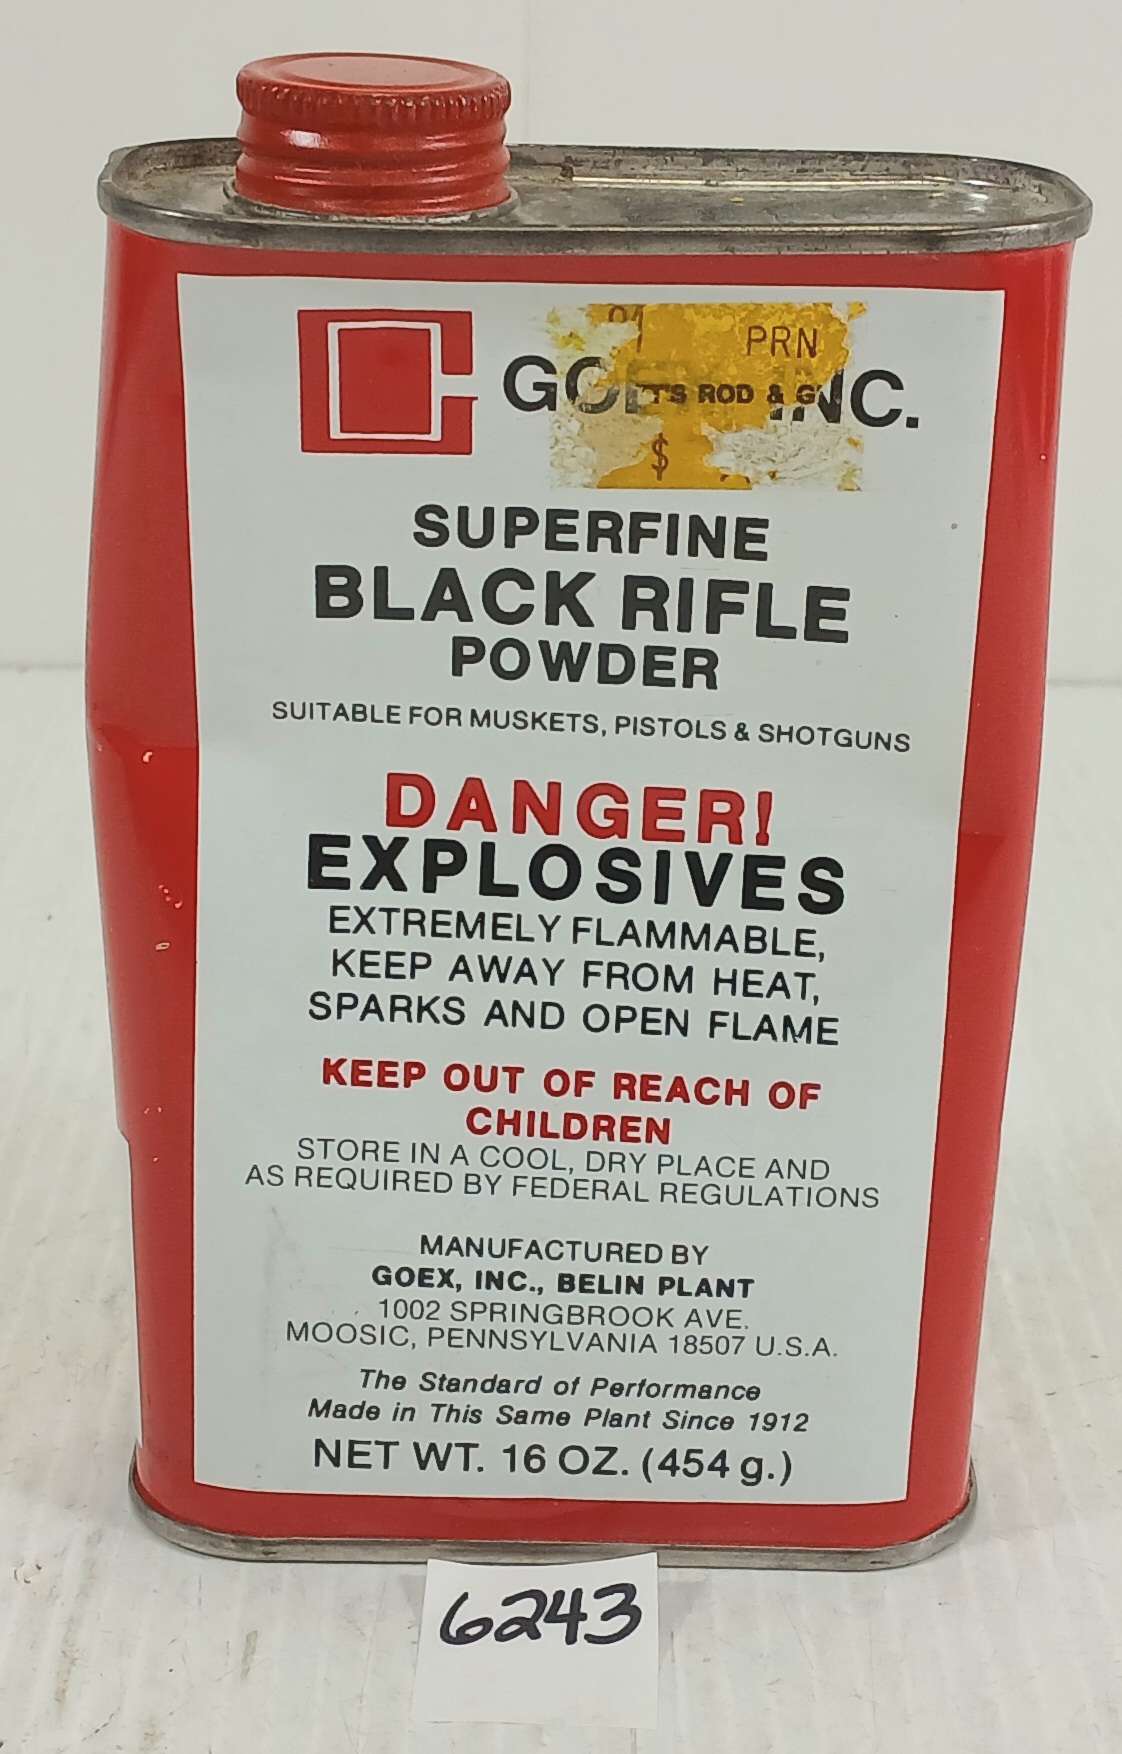 PRN
GOEX, INC.
ROD &
$
SUPERFINE
BLACK RIFLE
POWDER
SUITABLE FOR MUSKETS, PISTOLS & SHOTGUNS
DANGER!
EXPLOSIVES
EXTREMELY FLAMMABLE,
KEEP AWAY FROM HEAT,
SPARKS AND OPEN FLAME
KEEP OUT OF REACH OF
CHILDREN
STORE IN A COOL, DRY PLACE AND
AS REQUIRED BY FEDERAL REGULATIONS
MANUFACTURED BY
GOEX, INC., BELIN PLANT
1002 SPRINGBROOK AVE.
MOOSIC, PENNSYLVANIA 18507 U.S.A.
The Standard of Performance
Made in This Same Plant Since 1912
NET WT. 16 OZ. (454 g.)
6243